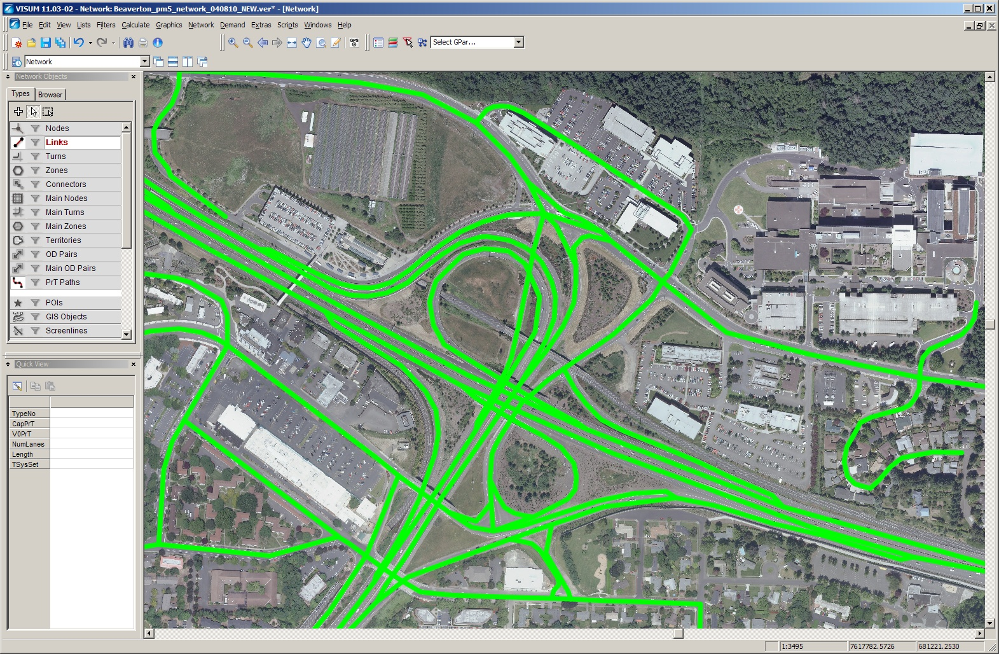 VISUM 11.03-02 - Network: Beaverton_pm5_network_040810_NEW.ver* - [Network]
File Edit View Lists Filters Calculate Graphics Network Demand Extras Scripts Windows Help
GPS Select GPar...
Network
Network Objects
Types Browser
Nodes
Links
Turns
Zones
Connectors
Main Nodes
Main Turns
Main Zones
Territories
OD Pairs
Main OD Pairs
PrT Paths
POIs
GIS Objects
Screenlines
Quick View
TypeNo
CapPrT
V0PrT
NumLanes
Length
TSysSet
1:3495 7617782.5726 681221.2530